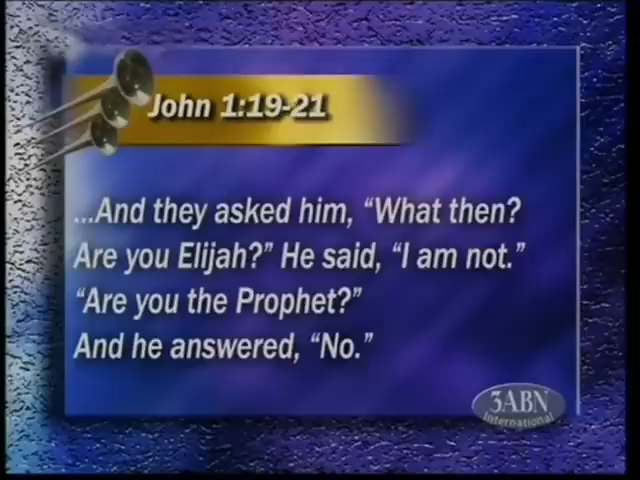 John 1:19-21
...And they asked him, “What then?
Are you Elijah?” He said, “I am not.”
“Are you the Prophet?”
And he answered, “No.”
3ABN
International